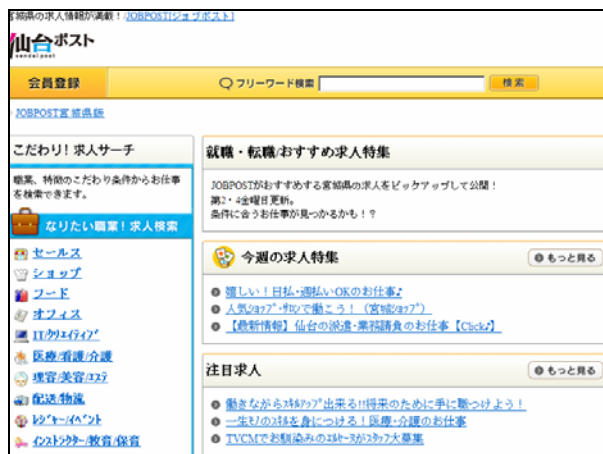 宮城県の求人情報が満載！JOBPOST[ジョブポスト]
仙台ポスト
sendai post
会員登録
フリーワード検索
検索
JOBPOST宮城県版
こだわり！求人サーチ
職業、特徴のこだわり条件からお仕事
を検索できます。
なりたい職業！求人検索
セールス
ショップ
フード
オフィス
IT/ｸﾘｴｲﾃｨﾌﾞ
医療/看護/介護
理容/美容/ｴｽﾃ
配送/物流
ﾚｼﾞｬｰ/ｲﾍﾞﾝﾄ
ｲﾝｽﾄﾗｸﾀｰ/教育/保育
就職・転職/おすすめ求人特集
JOBPOSTがおすすめする宮城県の求人をピックアップして公開！
第2・4金曜日更新。
条件に合うお仕事が見つかるかも！？
今週の求人特集
もっと見る
嬉しい！日払・週払いOKのお仕事♪
人気ｼｮｯﾌﾟ･ｻﾛﾝで働こう！（宮城ｼｮｯﾌﾟ）
【最新情報】仙台の派遣・業務請負のお仕事【Click♪】
注目求人
もっと見る
働きながらｽｷﾙｱｯﾌﾟ出来る!!将来のために手に職つけよう！
一生ﾓﾉのｽｷﾙを身につける！医療・介護のお仕事
TVCMでお馴染みのｴﾙｾｰﾇがｽﾀｯﾌ大募集